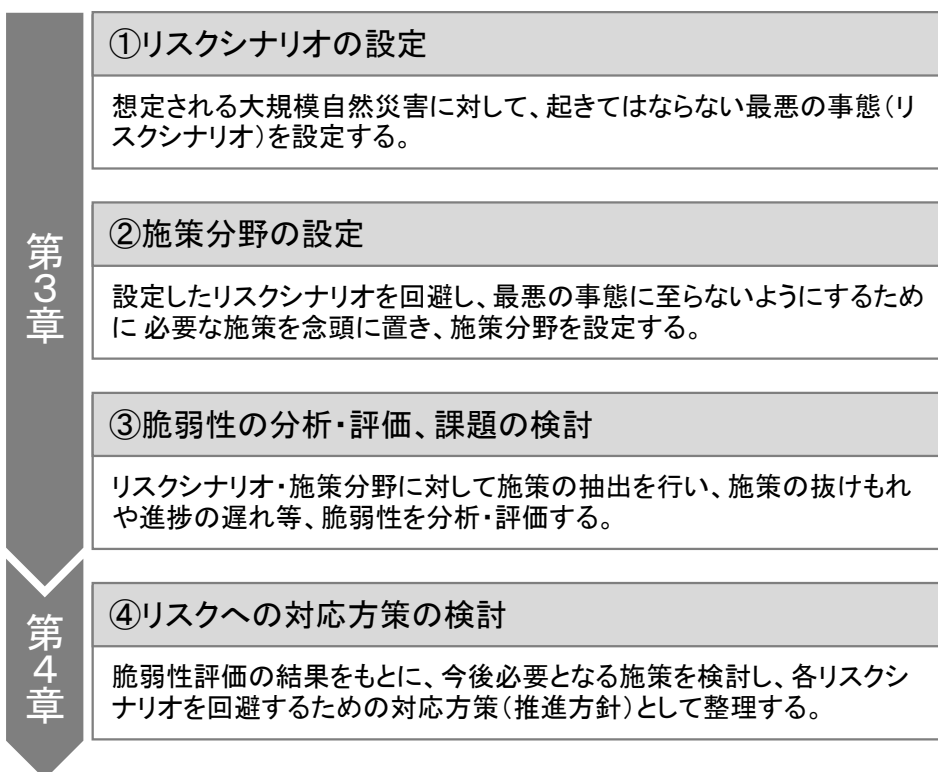 第3章
①リスクシナリオの設定
想定される大規模自然災害に対して、起きてはならない最悪の事態(リ
スクシナリオ)を設定する。
②施策分野の設定
設定したリスクシナリオを回避し、最悪の事態に至らないようにするため
に 必要な施策を念頭に置き、施策分野を設定する。
③脆弱性の分析・評価、課題の検討
リスクシナリオ・施策分野に対して施策の抽出を行い、施策の抜けもれ
や進捗の遅れ等、脆弱性を分析・評価する。
第4章
④リスクへの対応方策の検討
脆弱性評価の結果をもとに、今後必要となる施策を検討し、各リスクシ
ナリオを回避するための対応方策(推進方針)として整理する。